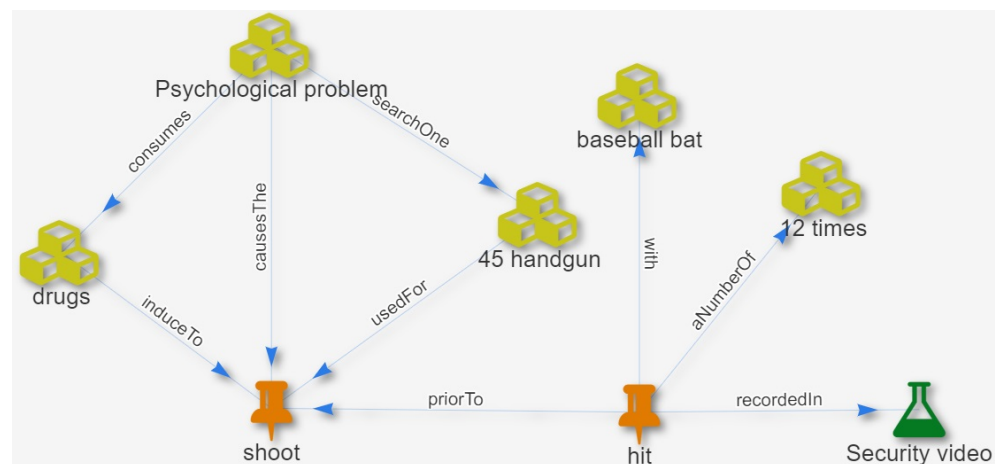 Psychological problem
searchOne
baseball bat
consumes
12 times
causesThe
45 handgun
with
drugs
aNumberOf
induceTo
usedFor
priorTo
recordedIn
shoot
hit
Security video